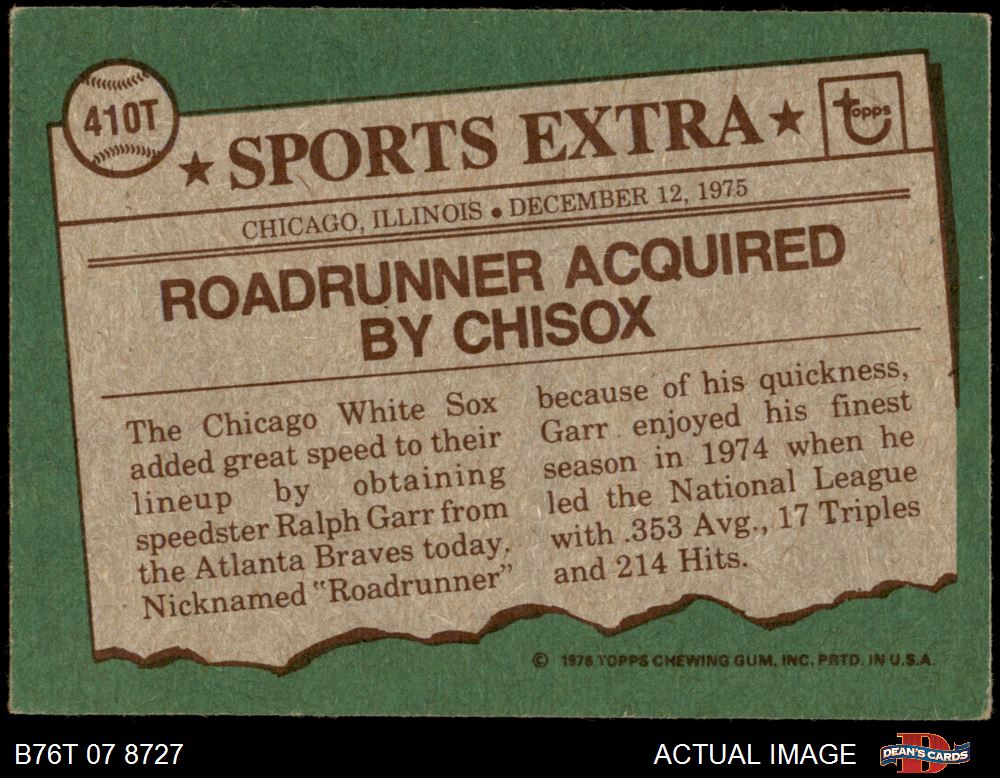 410T
★ SPORTS EXTRA ★
Topps
CHICAGO, ILLINOIS • DECEMBER 12, 1975
ROADRUNNER ACQUIRED
BY CHISOX
The Chicago White Sox
added great speed to their
lineup by obtaining
speedster Ralph Garr from
the Atlanta Braves today.
Nicknamed "Roadrunner"
because of his quickness,
Garr enjoyed his finest
season in 1974 when he
led the National League
with .353 Avg., 17 Triples
and 214 Hits.
© 1976 TOPPS CHEWING GUM, INC. PRTD. IN U.S.A.
B76T 07 8727
ACTUAL IMAGE
D
DEAN'S CARDS